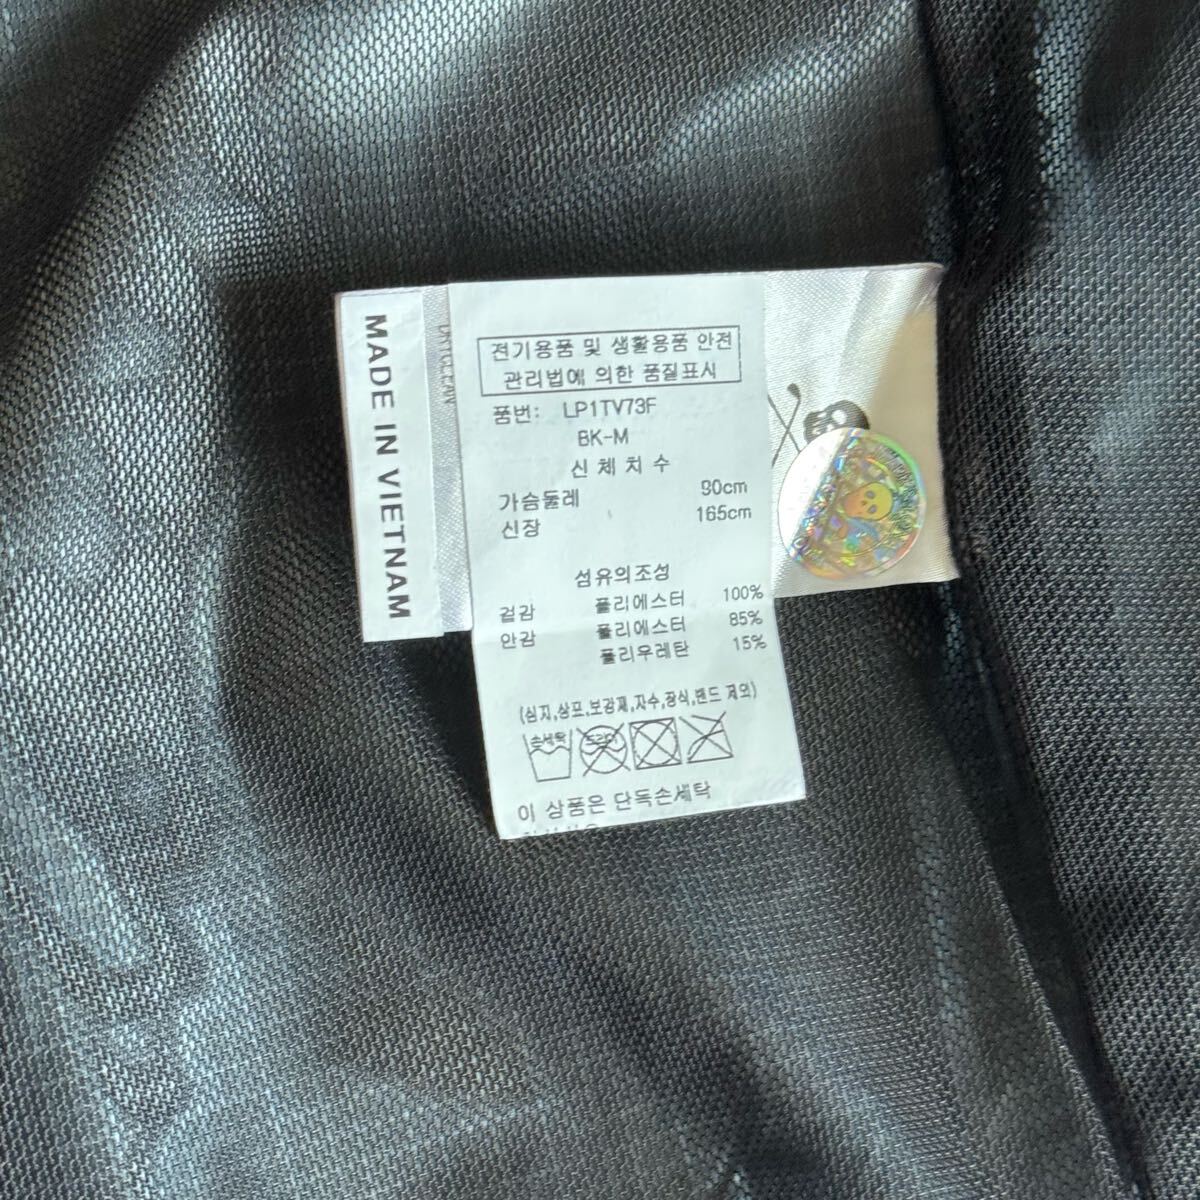 MADE IN VIETNAM
DRYCLEAN
전기용품 및 생활용품 안전
관리법에 의한 품질표시
품번: LP1TV73F
BK-M
신체치수
가슴둘레 90cm
신장 165cm
섬유의조성
겉감 폴리에스터 100%
안감 폴리에스터 85%
폴리우레탄 15%
(심지,상표,보강재,자수,장식,밴드 제외)
손세탁 드라이
이 상품은 단독손세탁